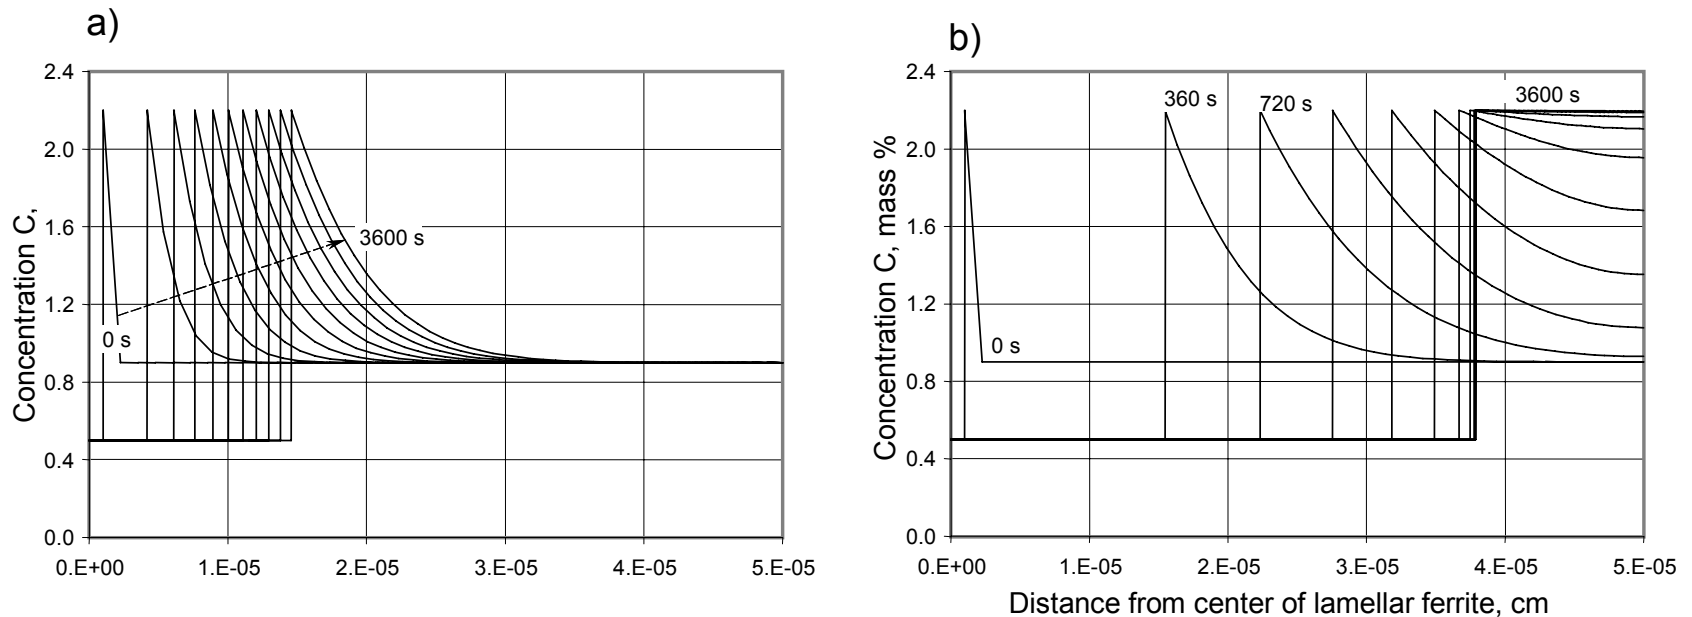 a)
Concentration C,
2.4
2.0
1.6
1.2
0.8
0.4
0.0
0 s
3600 s
0.E+00 1.E-05 2.E-05 3.E-05 4.E-05 5.E-05
b)
Concentration C, mass %
2.4
2.0
1.6
1.2
0.8
0.4
0.0
360 s
720 s
3600 s
0 s
0.E+00 1.E-05 2.E-05 3.E-05 4.E-05 5.E-05
Distance from center of lamellar ferrite, cm